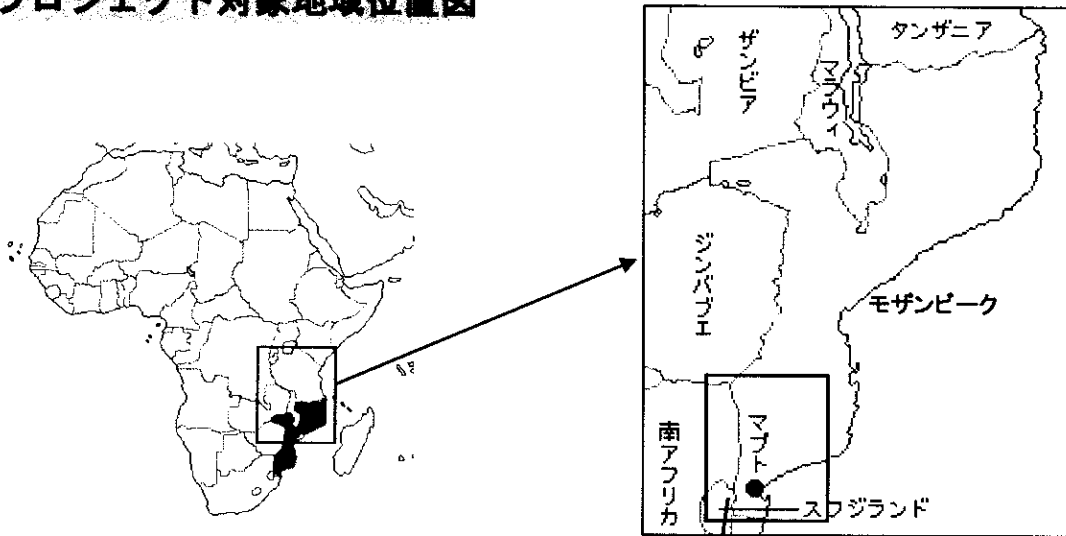 プロジェクト対象地域位置図
タンザニア
ザンビア
マラウィ
ジンバブエ
モザンビーク
マプト
南アフリカ
スワジランド